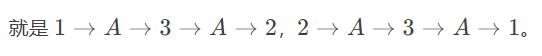 就是 1 → A → 3 → A → 2，2 → A → 3 → A → 1。